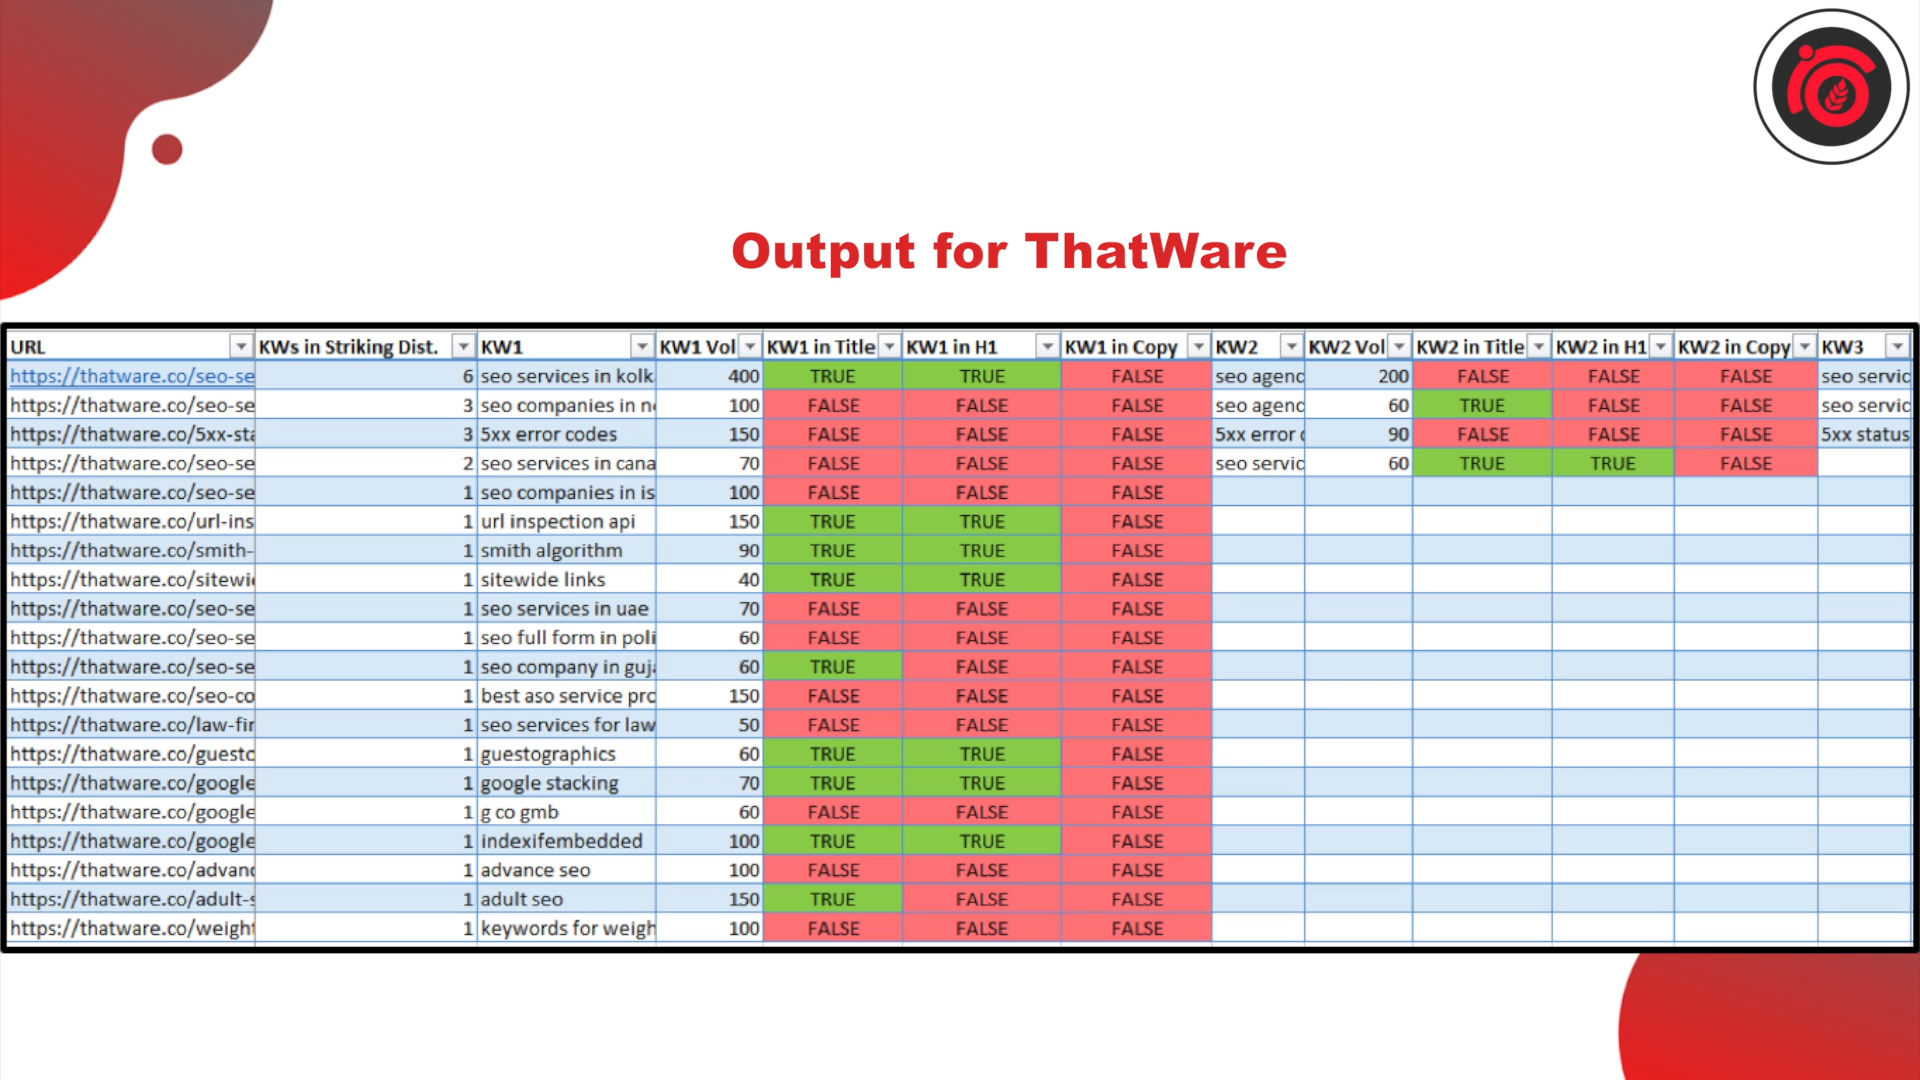 Output for ThatWare
URL KWs in Striking Dist. KW1 KW1 Vol KW1 in Title KW1 in H1 KW1 in Copy KW2 KW2 Vol KW2 in Title KW2 in H1 KW2 in Copy KW3
https://thatware.co/seo-se 6 seo services in kolk 400 TRUE TRUE FALSE seo agenc 200 FALSE FALSE FALSE seo servic
https://thatware.co/seo-se 3 seo companies in n 100 FALSE FALSE FALSE seo agenc 60 TRUE FALSE FALSE seo servic
https://thatware.co/5xx-sta 3 5xx error codes 150 FALSE FALSE FALSE 5xx error c 90 FALSE FALSE FALSE 5xx status
https://thatware.co/seo-se 2 seo services in cana 70 FALSE FALSE FALSE seo servic 60 TRUE TRUE FALSE
https://thatware.co/seo-se 1 seo companies in is 100 FALSE FALSE FALSE
https://thatware.co/url-ins 1 url inspection api 150 TRUE TRUE FALSE
https://thatware.co/smith- 1 smith algorithm 90 TRUE TRUE FALSE
https://thatware.co/sitewi 1 sitewide links 40 TRUE TRUE FALSE
https://thatware.co/seo-se 1 seo services in uae 70 FALSE FALSE FALSE
https://thatware.co/seo-se 1 seo full form in poli 60 FALSE FALSE FALSE
https://thatware.co/seo-se 1 seo company in guj 60 TRUE FALSE FALSE
https://thatware.co/seo-co 1 best aso service pro 150 FALSE FALSE FALSE
https://thatware.co/law-fir 1 seo services for law 50 FALSE FALSE FALSE
https://thatware.co/guesto 1 guestographics 60 TRUE TRUE FALSE
https://thatware.co/google 1 google stacking 70 TRUE TRUE FALSE
https://thatware.co/google 1 g co gmb 60 FALSE FALSE FALSE
https://thatware.co/google 1 indexifembedded 100 TRUE TRUE FALSE
https://thatware.co/advanc 1 advance seo 100 FALSE FALSE FALSE
https://thatware.co/adult-s 1 adult seo 150 TRUE FALSE FALSE
https://thatware.co/weight 1 keywords for weigh 100 FALSE FALSE FALSE